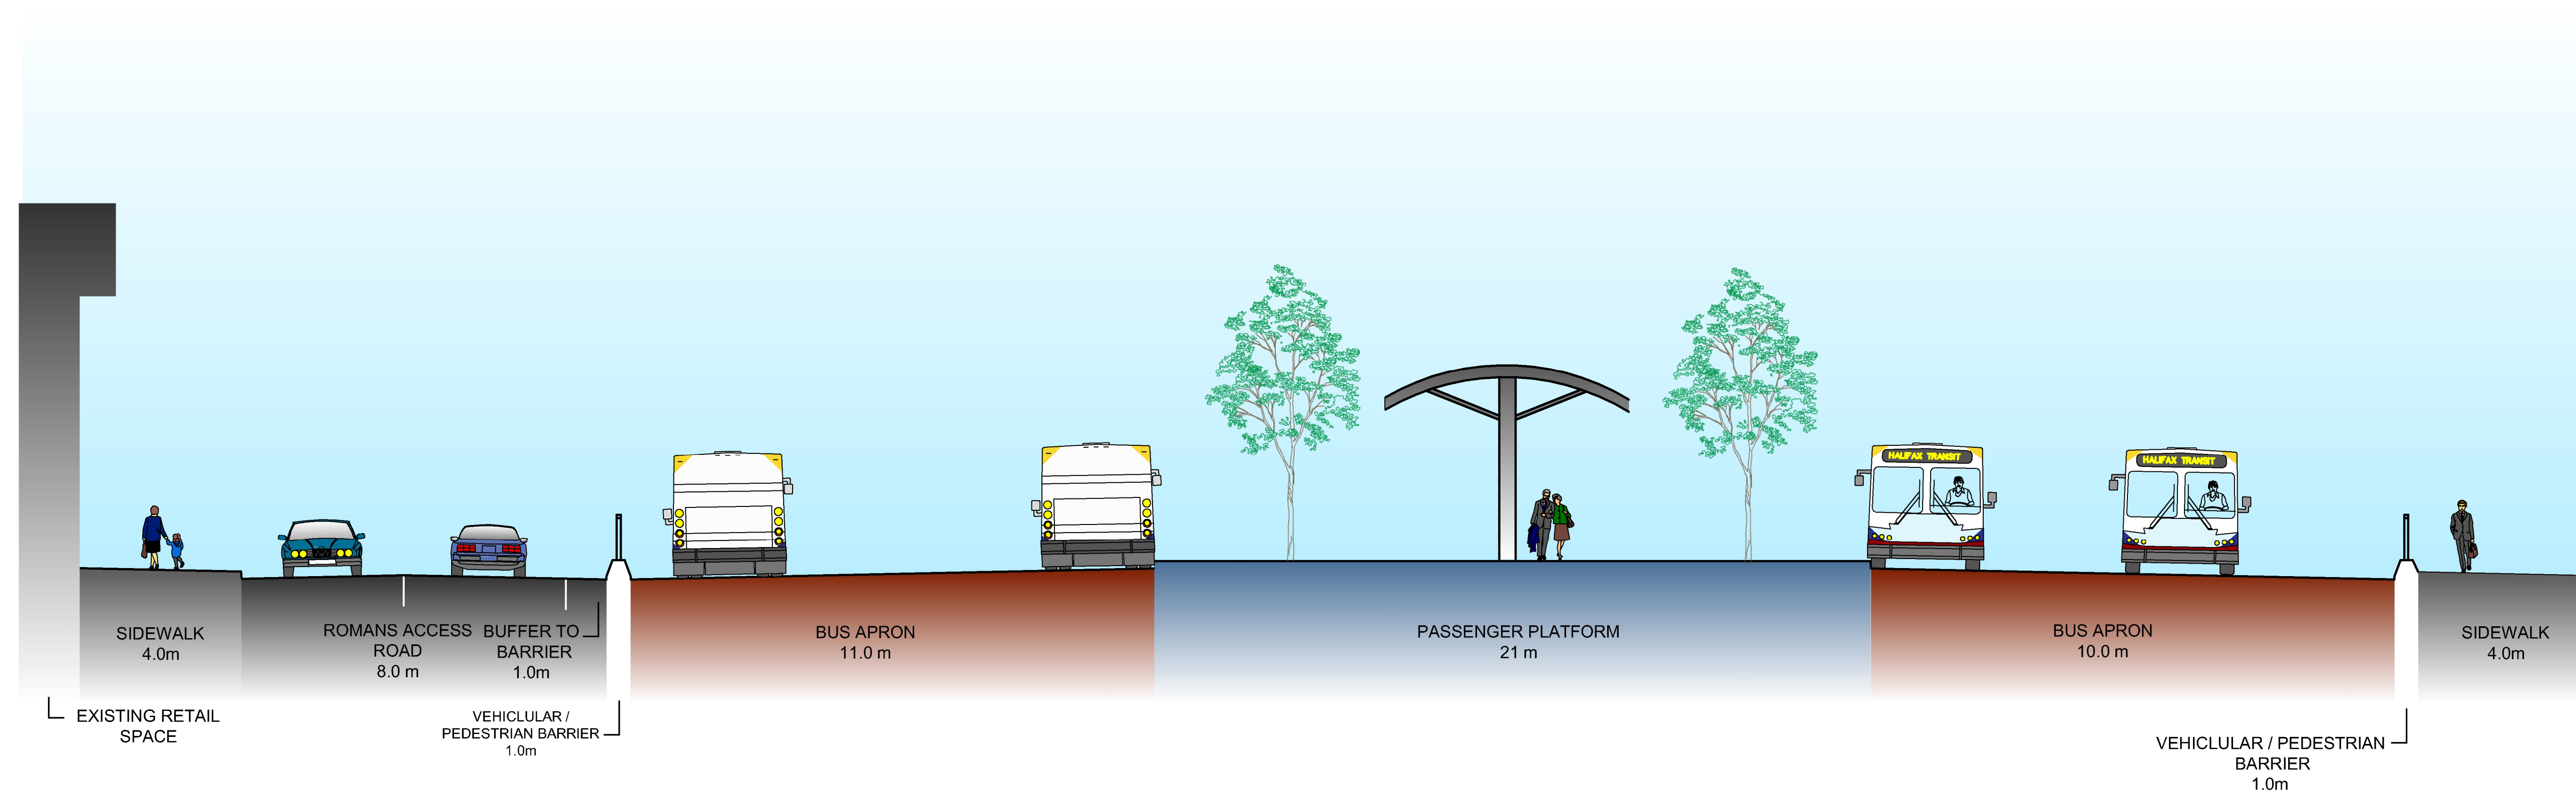 HALIFAX TRANSIT
HALIFAX TRANSIT
SIDEWALK
4.0m
ROMANS ACCESS
ROAD
8.0 m
BUFFER TO
BARRIER
1.0m
BUS APRON
11.0 m
PASSENGER PLATFORM
21 m
BUS APRON
10.0 m
SIDEWALK
4.0m
EXISTING RETAIL
SPACE
VEHICLULAR /
PEDESTRIAN BARRIER
1.0m
VEHICLULAR / PEDESTRIAN
BARRIER
1.0m